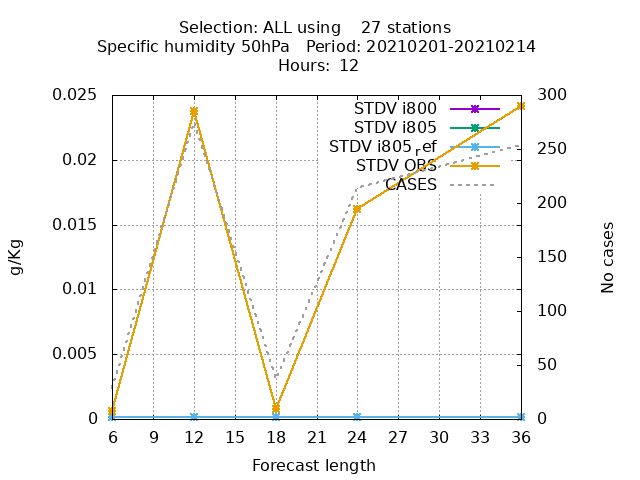 Selection: ALL using    27 stations
Specific humidity 50hPa   Period: 20210201-20210214
Hours: 12
0.025
0.02
0.015
0.01
0.005
0
g/Kg
STDV i800
STDV i805
STDV i805ref
STDV OBS
CASES
300
250
200
150
100
50
0
No cases
6 9 12 15 18 21 24 27 30 33 36
Forecast length